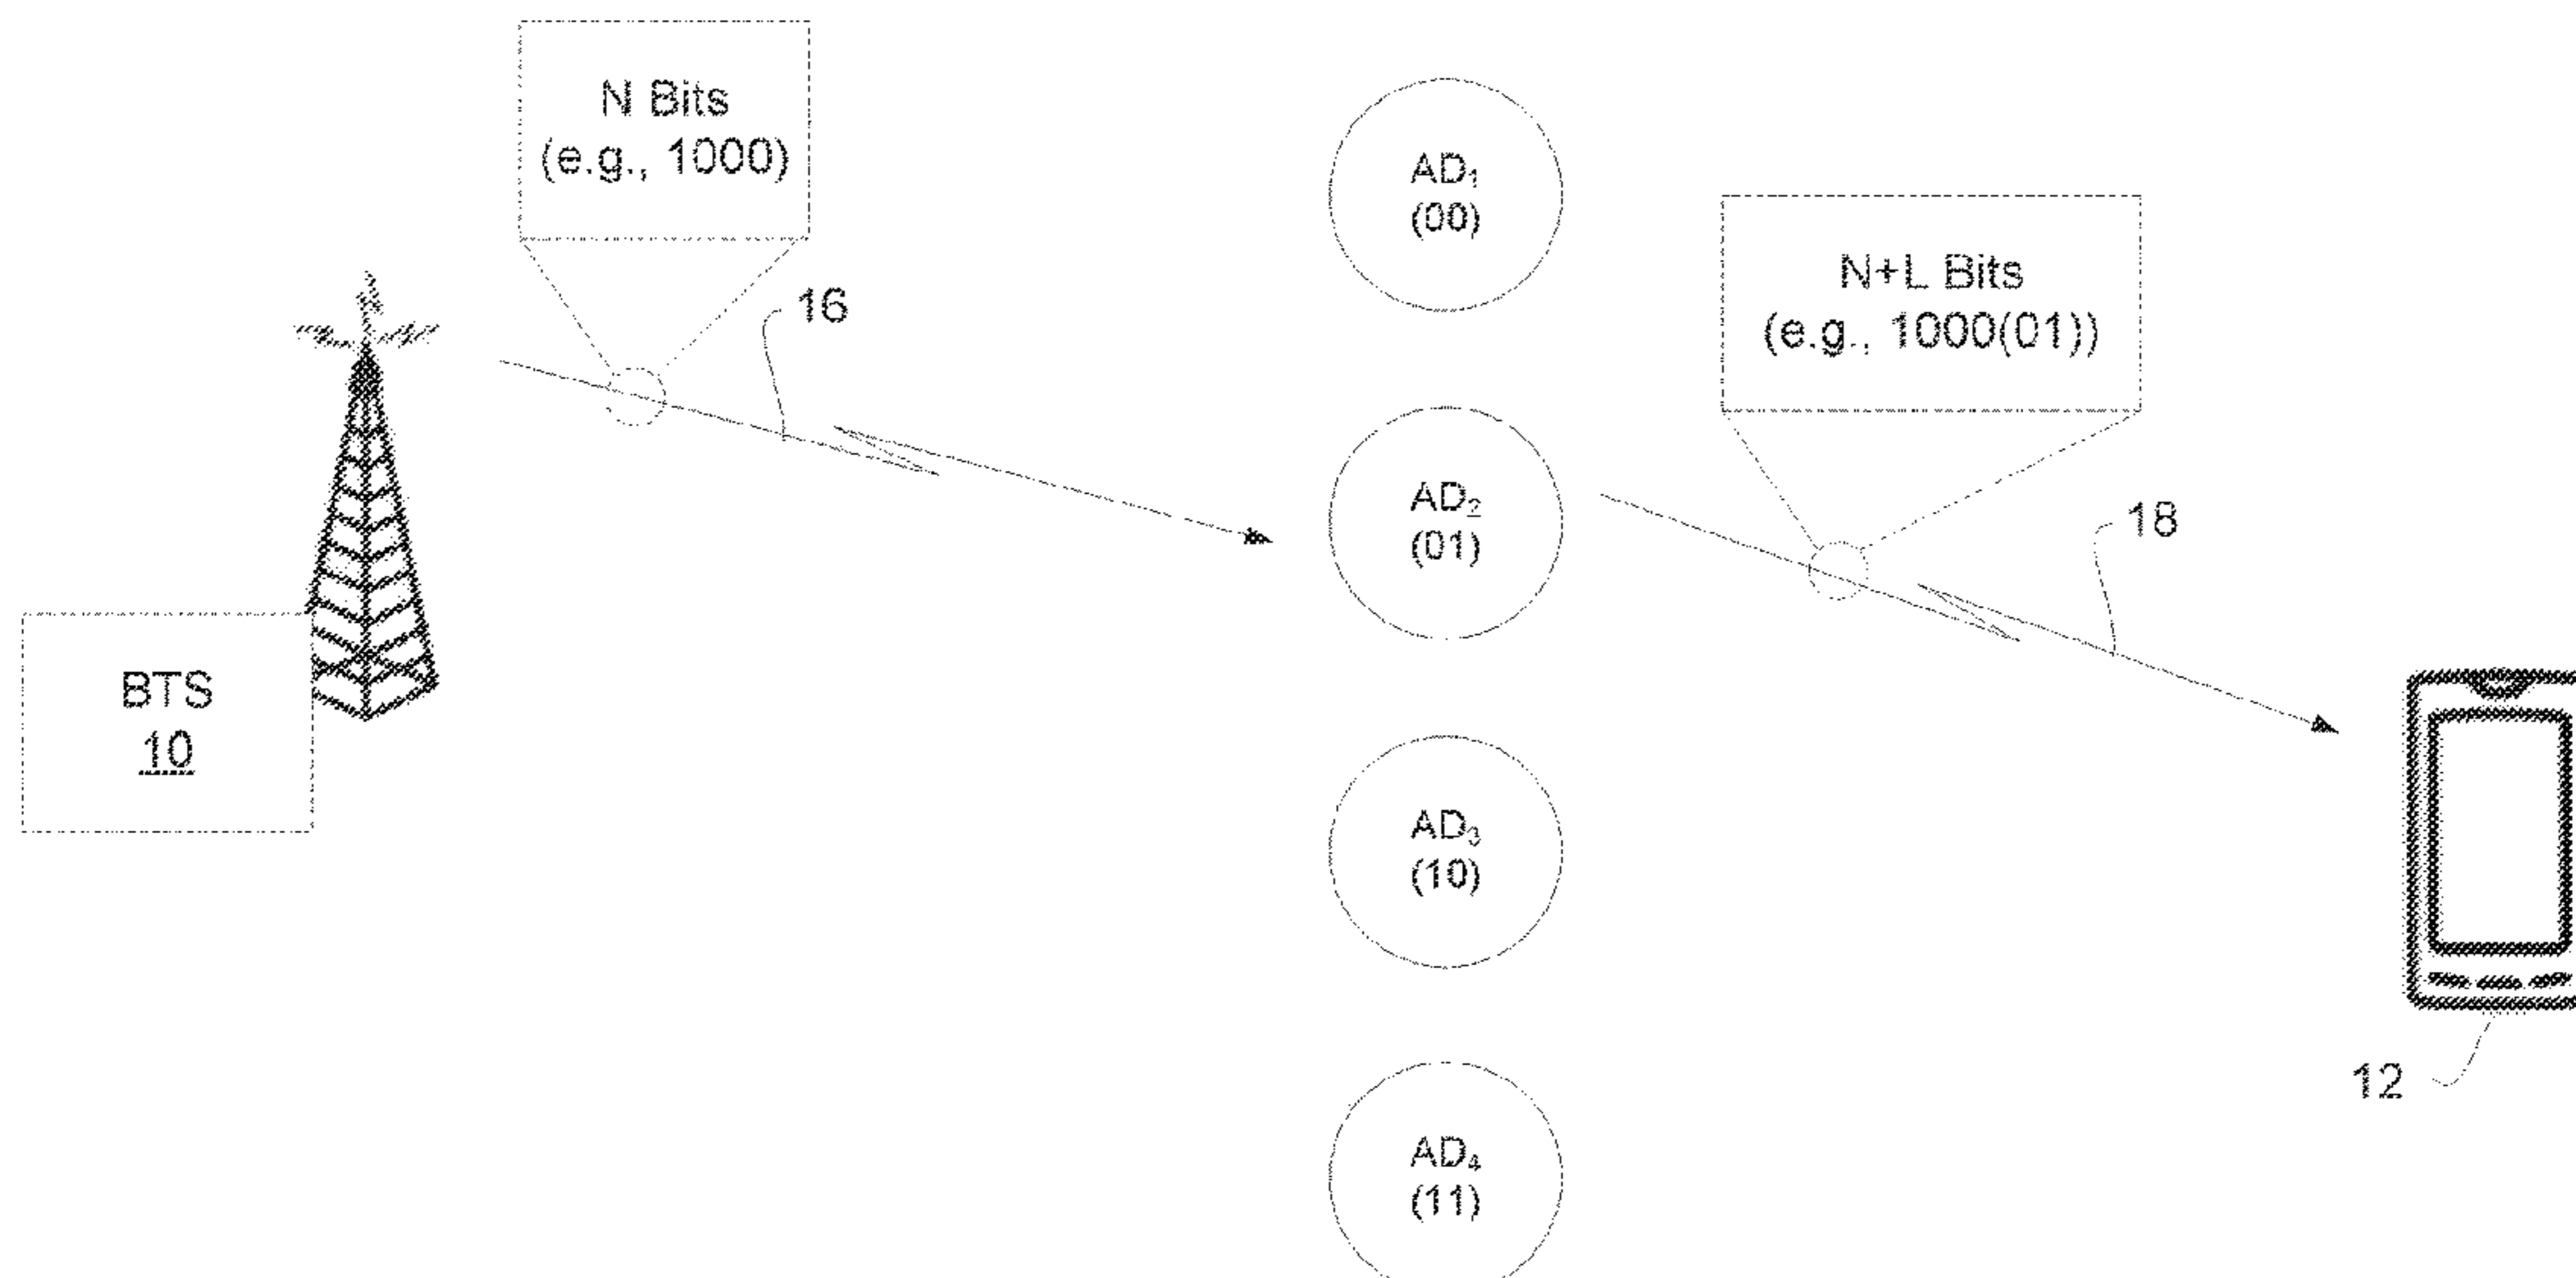 N Bits
(e.g., 1000)
16
BTS
10
AD₁
(00)
AD₂
(01)
AD₃
(10)
AD₄
(11)
N+L Bits
(e.g., 1000(01))
18
12